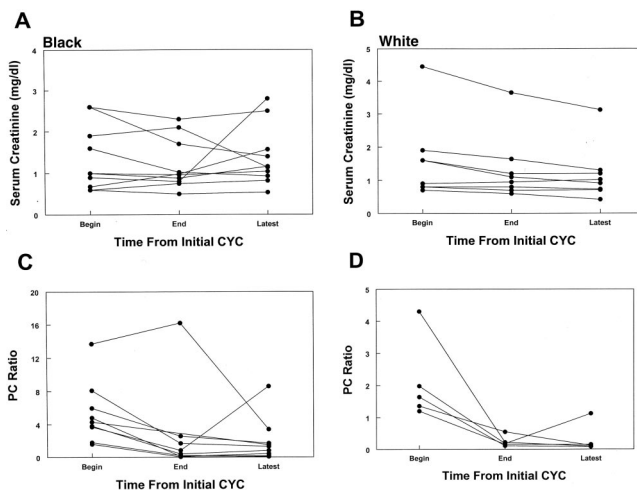 A
Black
Serum Creatinine (mg/dl)
4
3
2
1
0
Begin End Latest
Time From Initial CYC
B
White
Serum Creatinine (mg/dl)
5
4
3
2
1
0
Begin End Latest
Time From Initial CYC
C
PC Ratio
20
16
12
8
4
0
Begin End Latest
Time From Initial CYC
D
PC Ratio
5
4
3
2
1
0
Begin End Latest
Time From Initial CYC